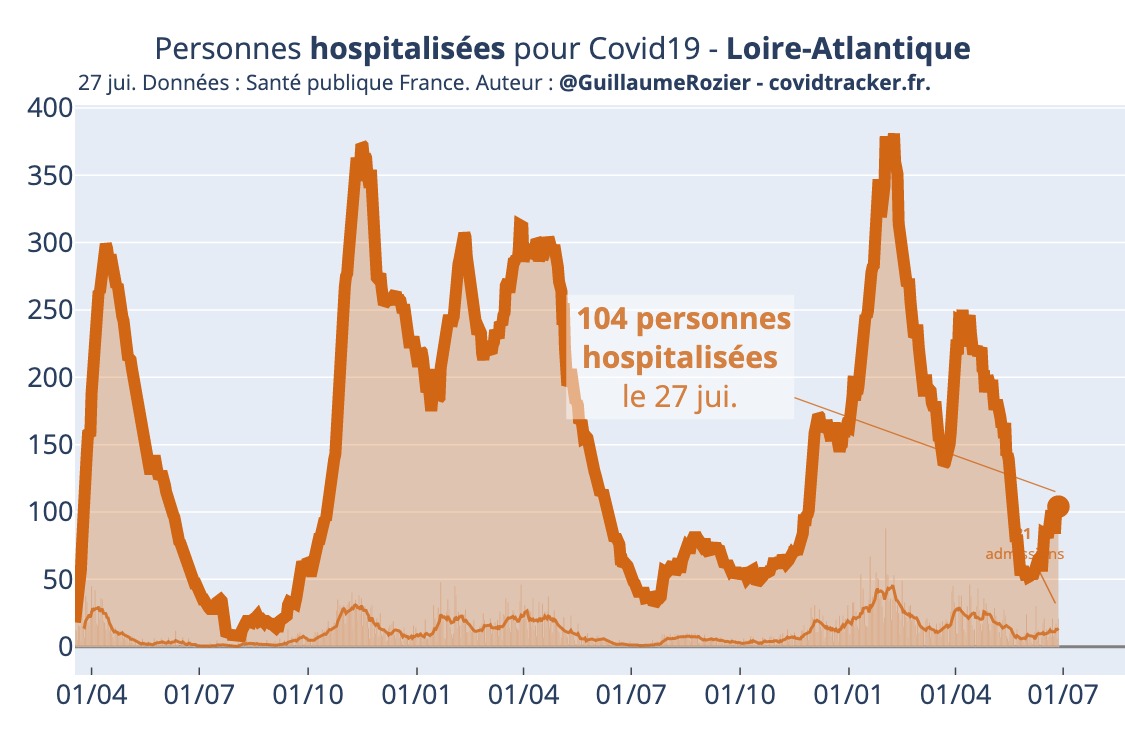 Personnes hospitalisées pour Covid19 - Loire-Atlantique
27 jui. Données : Santé publique France. Auteur : @GuillaumeRozier - covidtracker.fr.
400
350
300
250
200
150
100
50
0
104 personnes
hospitalisées
le 27 jui.
admissions
01/04 01/07 01/10 01/01 01/04 01/07 01/10 01/01 01/04 01/07